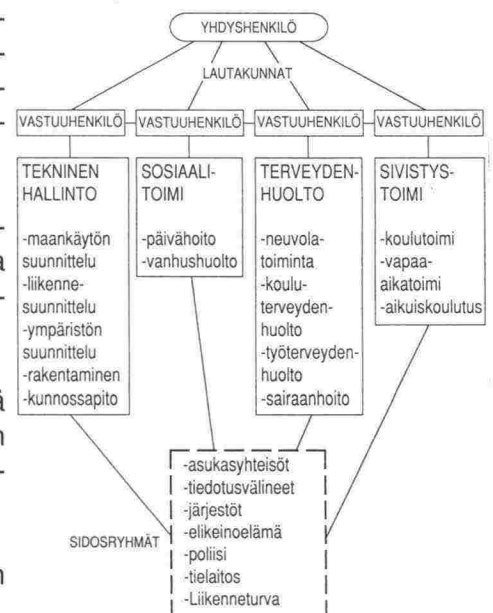 YHDYSHENKILÖ
LAUTAKUNNAT
VASTUUHENKILÖ
VASTUUHENKILÖ
VASTUUHENKILÖ
VASTUUHENKILÖ
TEKNINEN
HALLINTO
-maankäytön
suunnittelu
-liikenne-
suunnittelu
-ympäristön
suunnittelu
-rakentaminen
-kunnossapito
SOSIAALI-
TOIMI
-päivähoito
-vanhushuolto
TERVEYDEN-
HUOLTO
-neuvola-
toiminta
-koulu-
terveyden-
huolto
-työterveyden-
huolto
-sairaanhoito
SIVISTYS-
TOIMI
-koulutoimi
-vapaa-
aikatoimi
-aikuiskoulutus
SIDOSRYHMÄT
-asukasyhteisöt
-tiedotusvälineet
-järjestöt
-elikeinoelämä
-poliisi
-tielaitos
-Liikenneturva